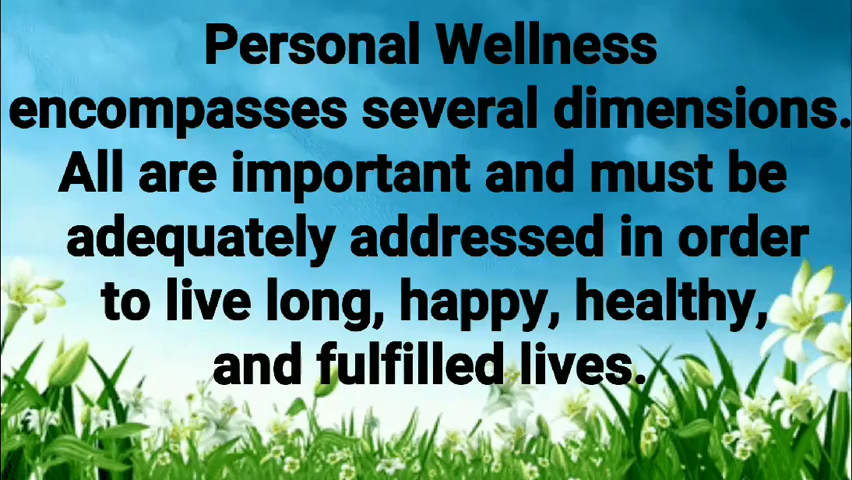 Personal Wellness
encompasses several dimensions.
All are important and must be
adequately addressed in order
to live long, happy, healthy,
and fulfilled lives.